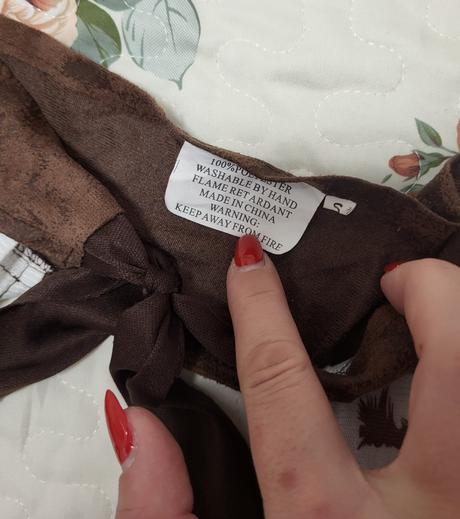 100% POLYESTER
WASHABLE BY HAND
FLAME RET ARDANT
MADE IN CHINA
WARNING:
KEEP AWAY FROM FIRE
S